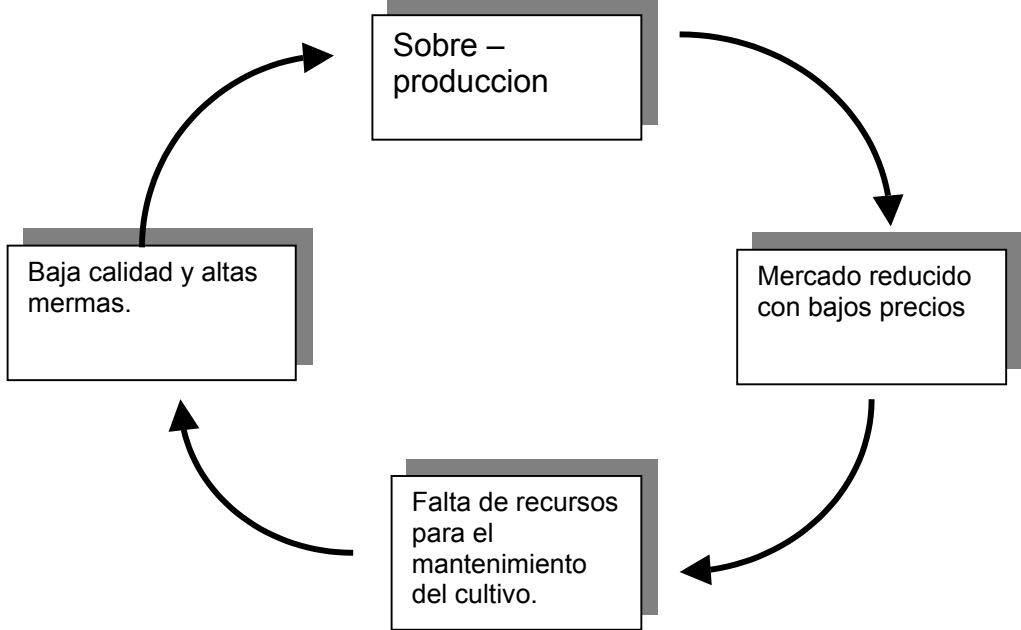 Sobre –
produccion
Mercado reducido
con bajos precios
Falta de recursos
para el
mantenimiento
del cultivo.
Baja calidad y altas
mermas.